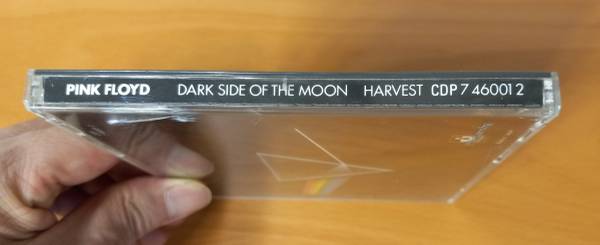 PINK FLOYD DARK SIDE OF THE MOON HARVEST CDP 7 46001 2